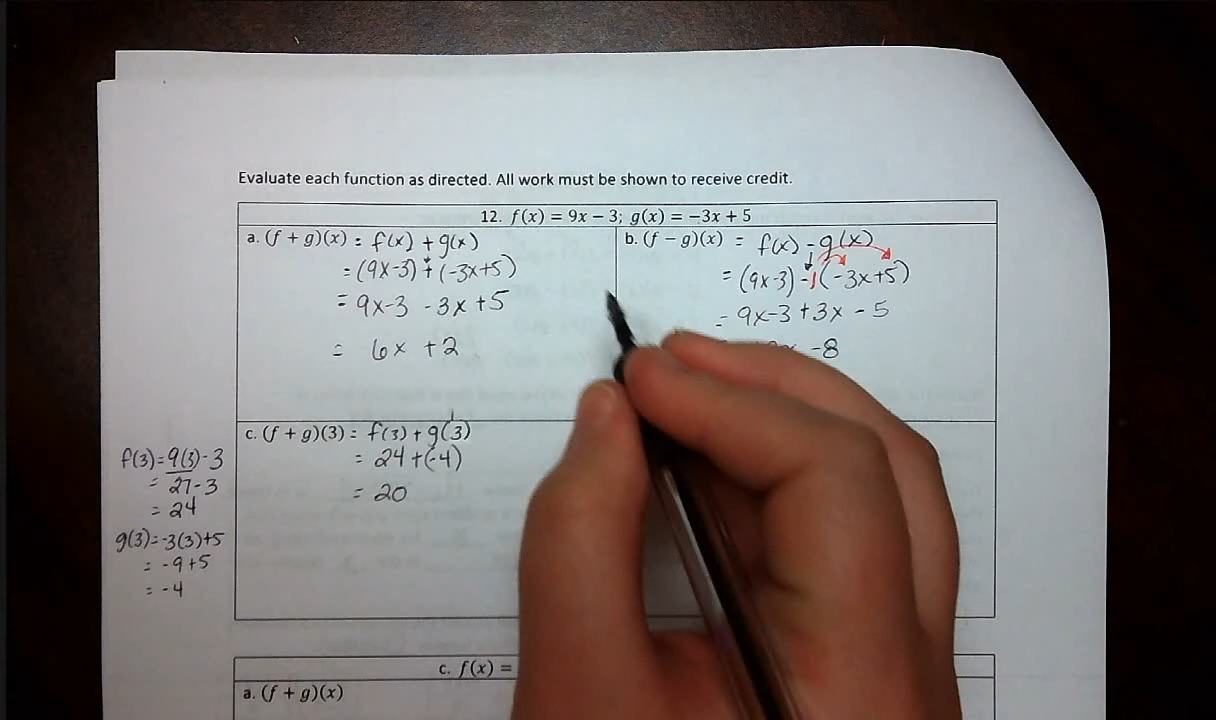 Evaluate each function as directed. All work must be shown to receive credit.
12. f(x) = 9x − 3; g(x) = −3x + 5
a. (f + g)(x) = f(x) + g(x)
= (9x-3) + (-3x+5)
= 9x-3 -3x+5
= 6x +2
b. (f − g)(x) = f(x) - g(x)
= (9x-3) -1(-3x+5)
= 9x-3+3x-5
-8
c. (f + g)(3) = f(3) + g(3)
= 24+(-4)
= 20
f(3)=9(3)-3
= 27-3
= 24
g(3)=-3(3)+5
= -9+5
= -4
c. f(x) =
a. (f + g)(x)